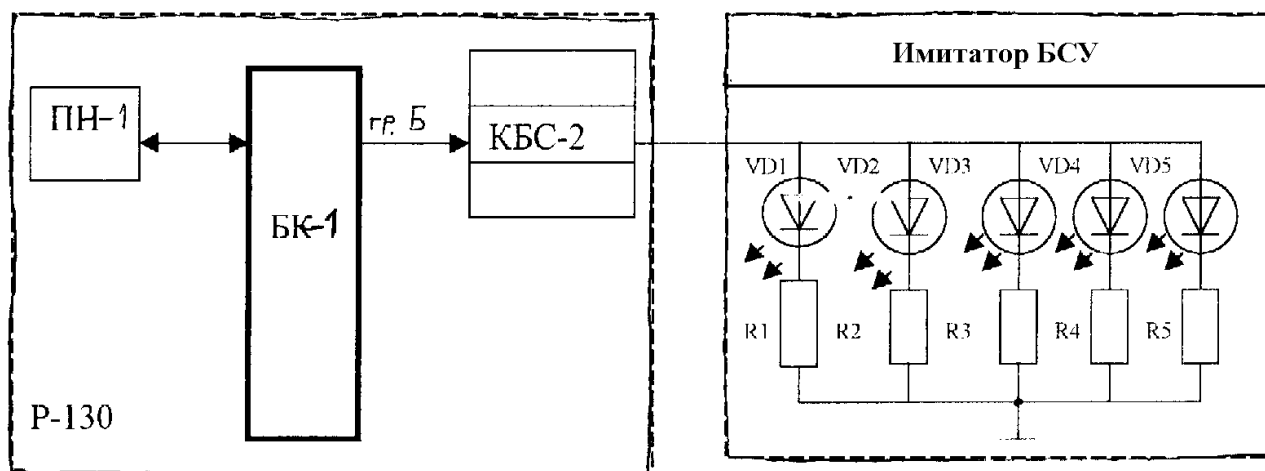 Имитатор БСУ
ПН-1
гр. Б
КБС-2
БК-1
Р-130
VD1 VD2 VD3 VD4 VD5
R1 R2 R3 R4 R5